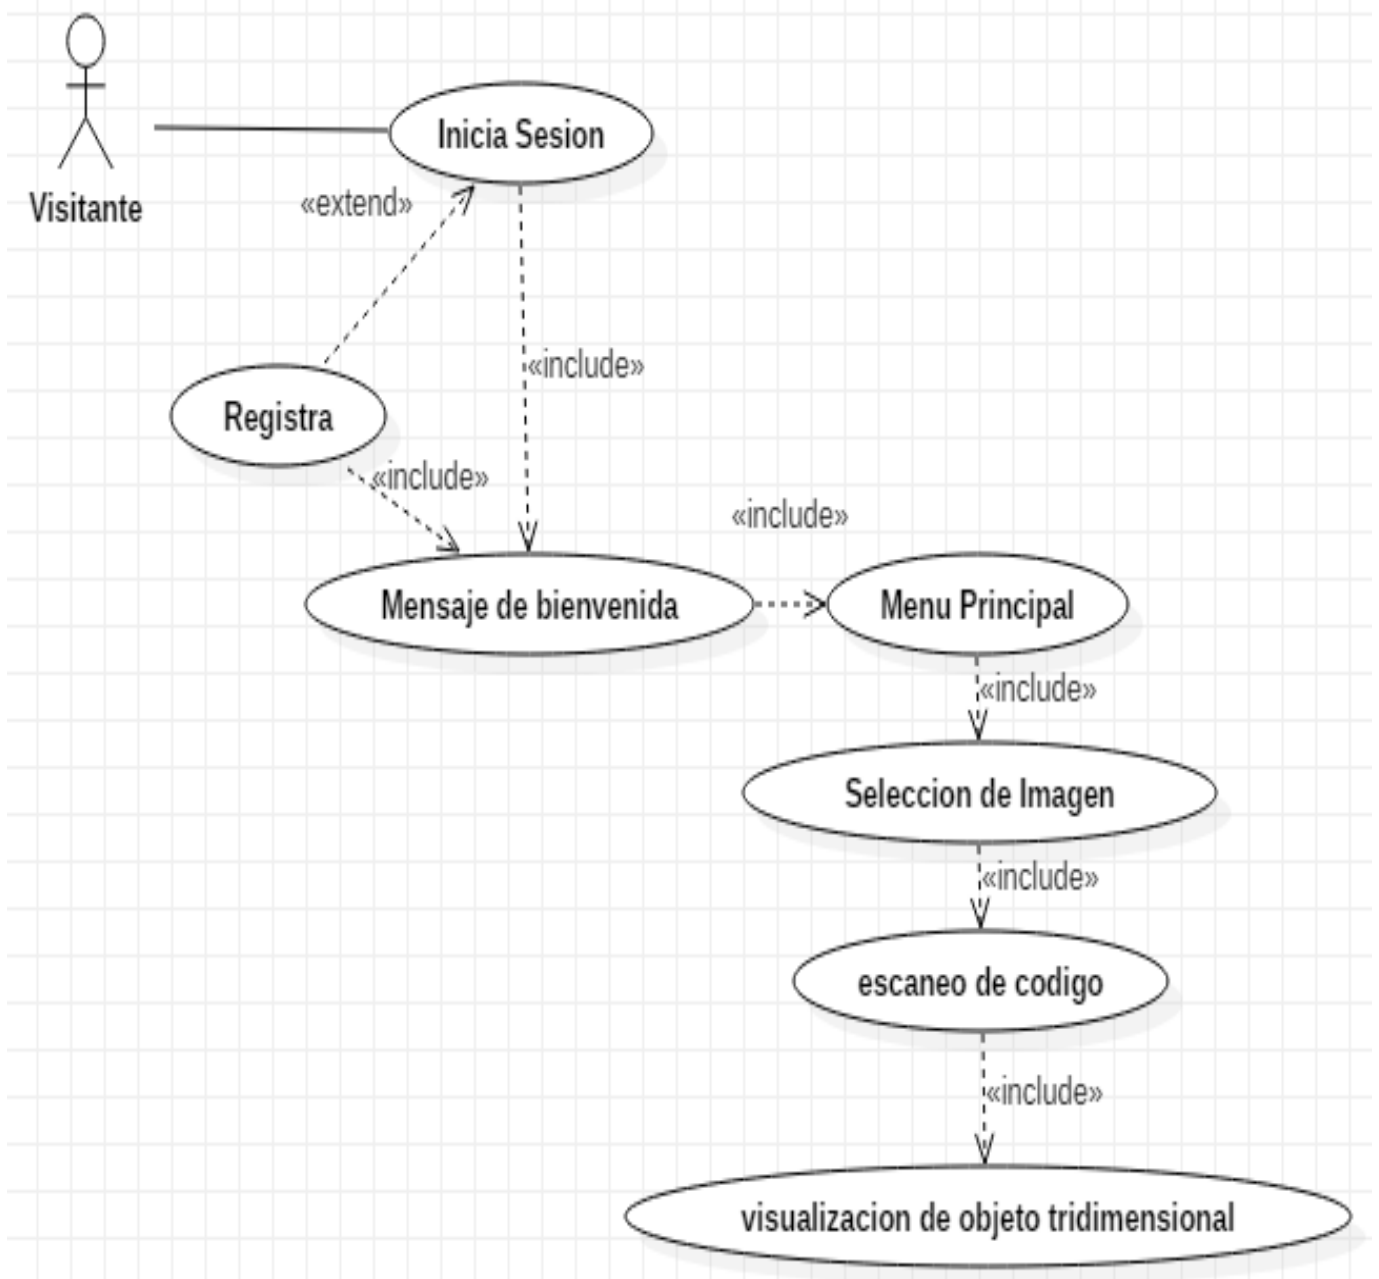 Inicia Sesion
Visitante
«extend»
«include»
Registra
«include»
«include»
Mensaje de bienvenida
Menu Principal
«include»
Seleccion de Imagen
«include»
escaneo de codigo
«include»
visualizacion de objeto tridimensional